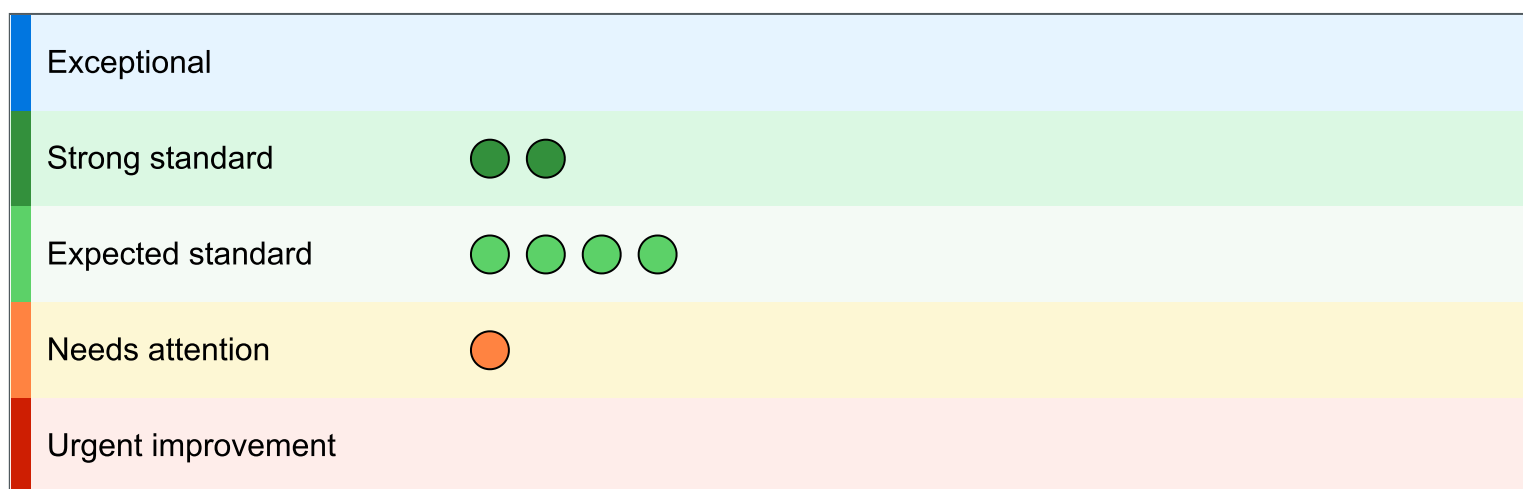 Exceptional
Strong standard
Expected standard
Needs attention
Urgent improvement